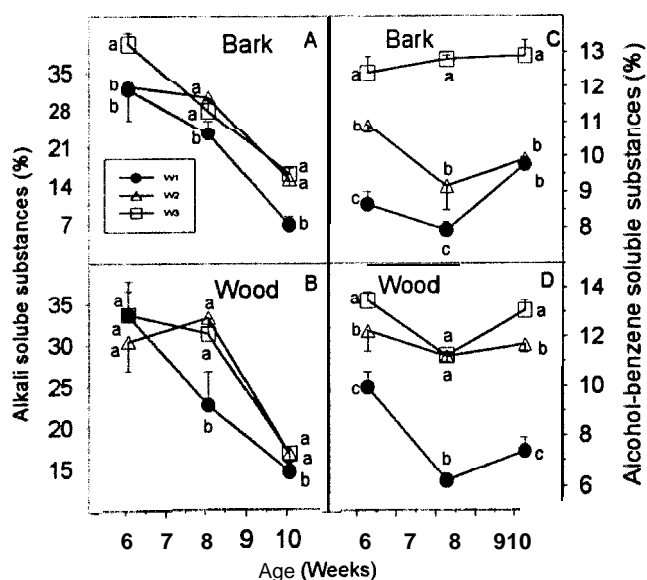 Bark A
a
35
b
a
28
b
a
21
b
W1
W2
W3
14
a
a
7
b
Alkali solube substances (%)
Bark C
13
a
a
a
12
11
b
10
b
b
9
c
b
8
c
Alcohol-benzene soluble substances (%)
Wood B
a
35
a
a
30
a
a
25
20
b
a
a
15
b
Wood D
14
a
a
12
b
a
b
a
10
c
8
b
c
6
6 7 8 9 10
6 7 8 910
Age (Weeks)